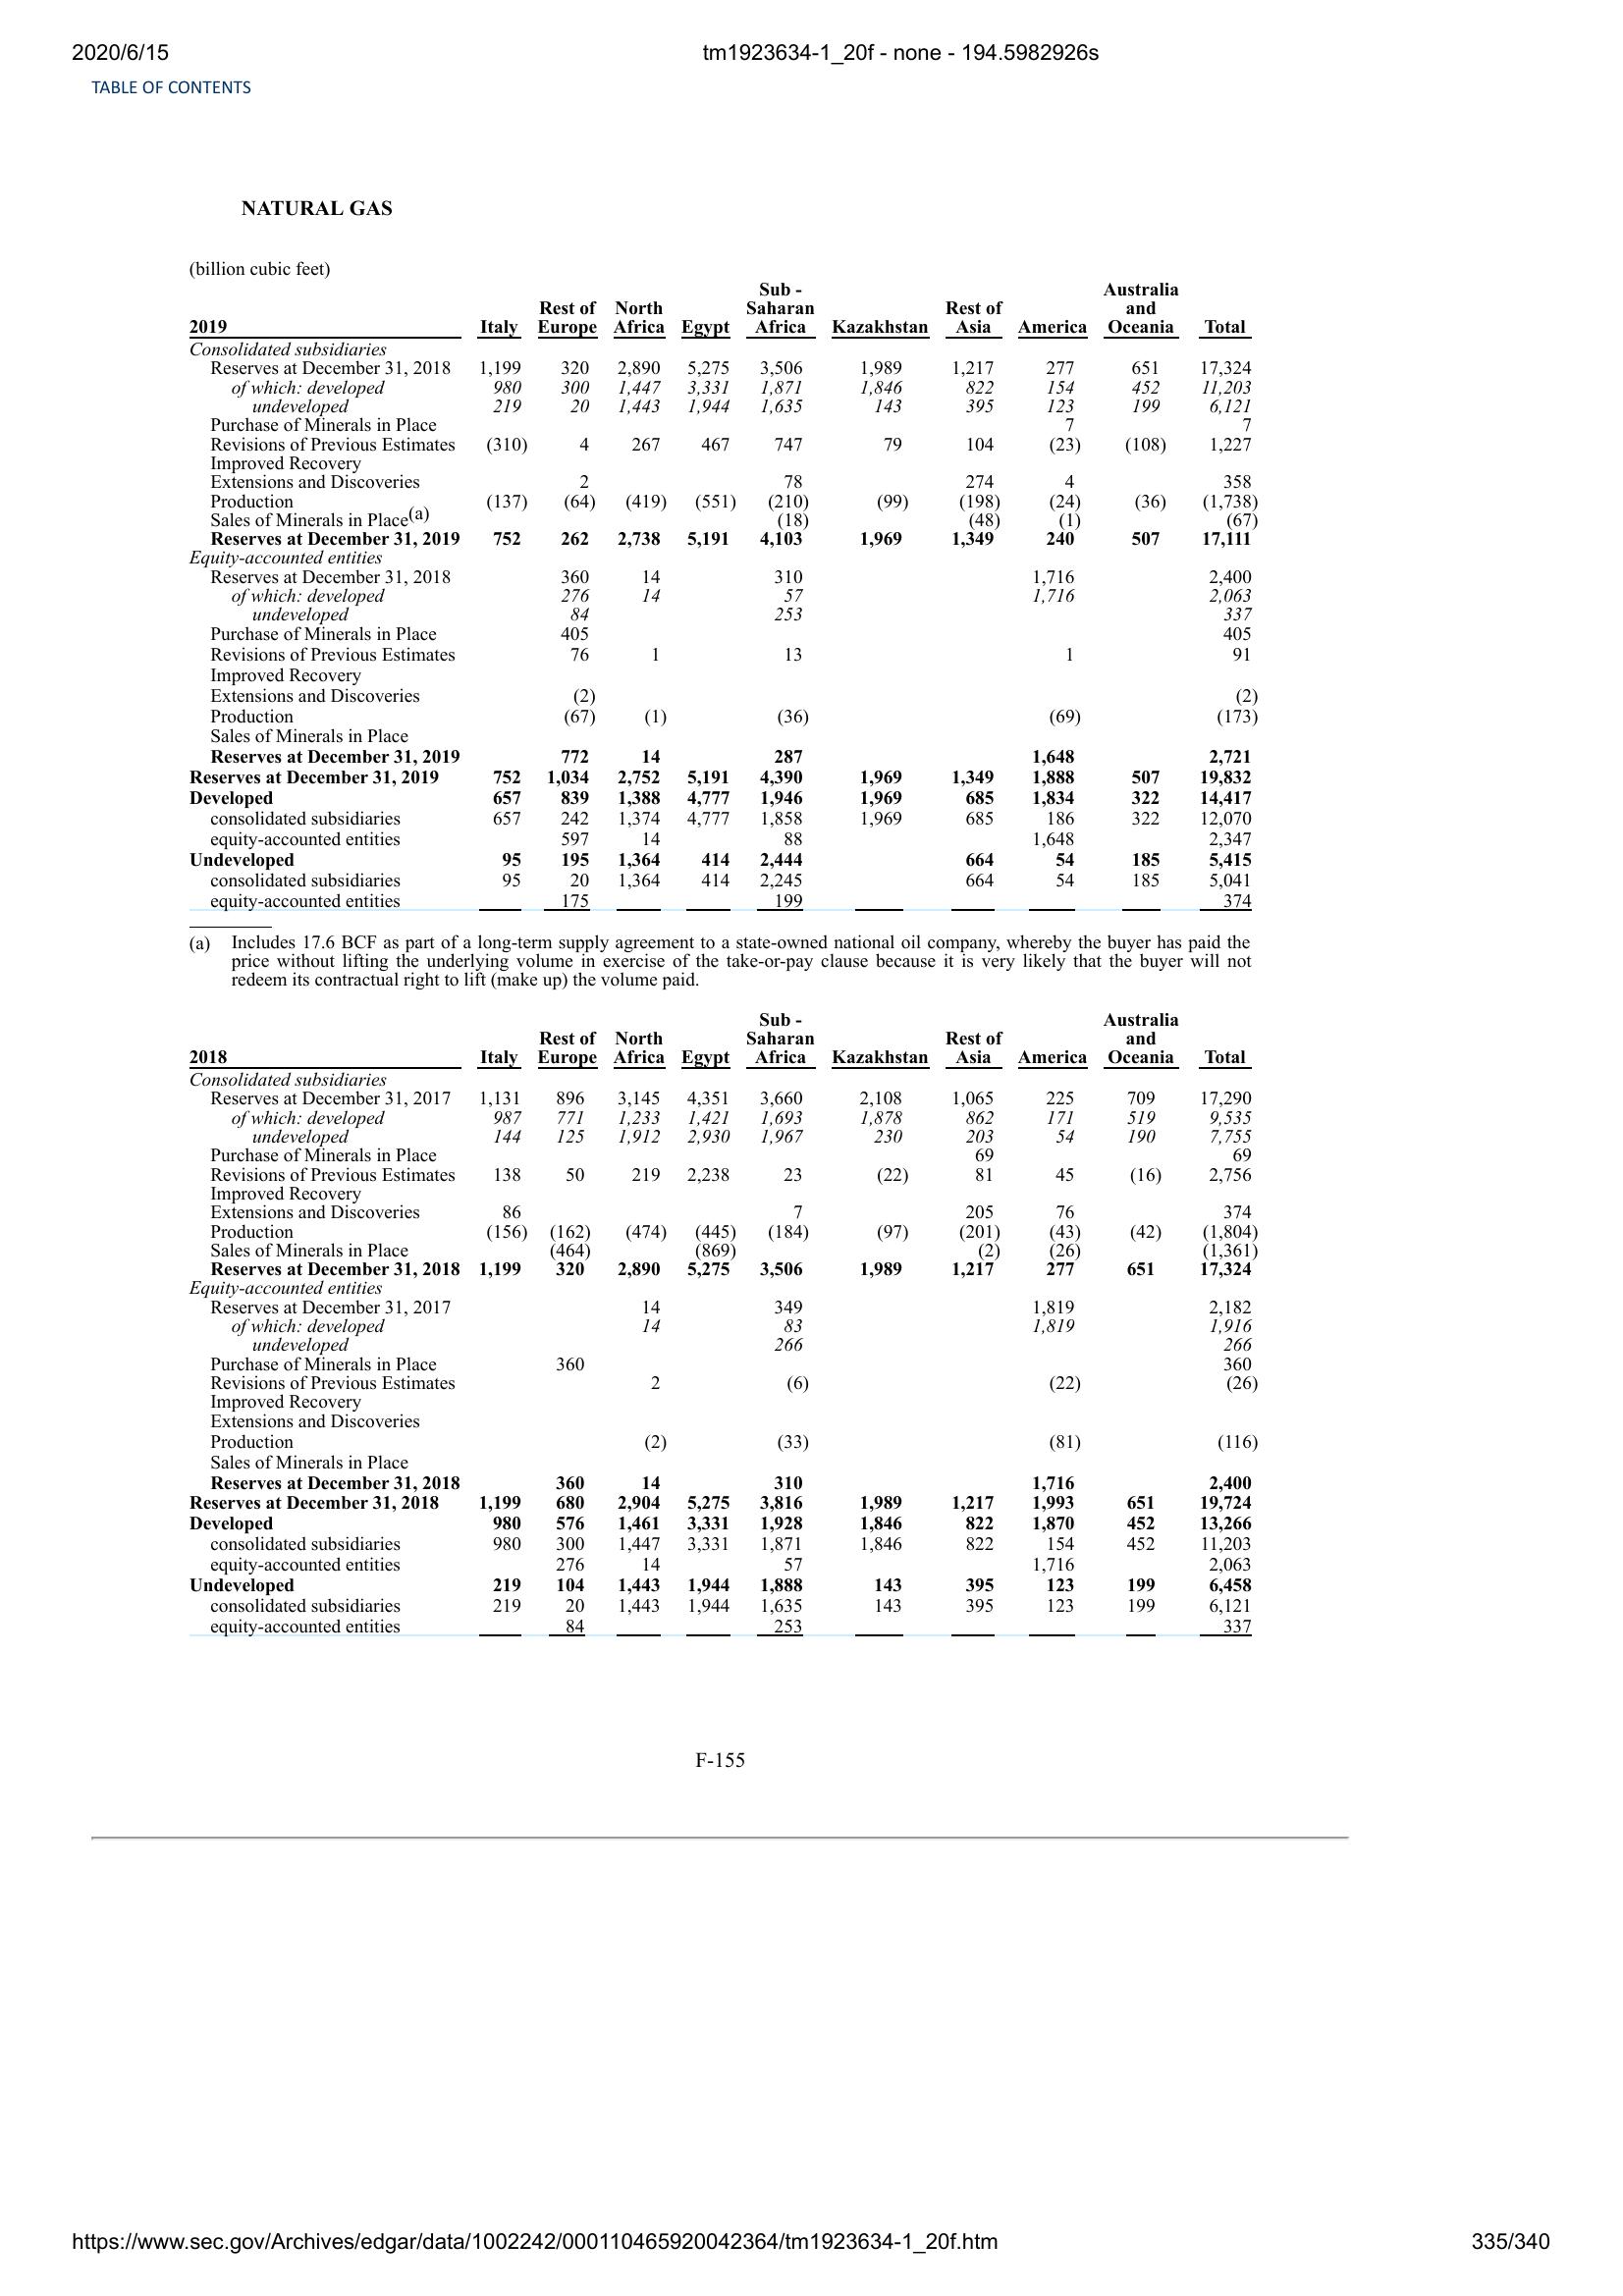 2020/6/15 tm1923634-1_20f - none - 194.5982926s
TABLE OF CONTENTS
NATURAL GAS
(billion cubic feet)
2019 Italy Rest of Europe North Africa Egypt Sub - Saharan Africa Kazakhstan Rest of Asia America Australia and Oceania Total
Consolidated subsidiaries
Reserves at December 31, 2018 1,199 320 2,890 5,275 3,506 1,989 1,217 277 651 17,324
of which: developed 980 300 1,447 3,331 1,871 1,846 822 154 452 11,203
undeveloped 219 20 1,443 1,944 1,635 143 395 123 199 6,121
Purchase of Minerals in Place 7 7
Revisions of Previous Estimates (310) 4 267 467 747 79 104 (23) (108) 1,227
Improved Recovery
Extensions and Discoveries 2 78 274 4 358
Production (137) (64) (419) (551) (210) (99) (198) (24) (36) (1,738)
Sales of Minerals in Place(a) (18) (48) (1) (67)
Reserves at December 31, 2019 752 262 2,738 5,191 4,103 1,969 1,349 240 507 17,111
Equity-accounted entities
Reserves at December 31, 2018 360 14 310 1,716 2,400
of which: developed 276 14 57 1,716 2,063
undeveloped 84 253 337
Purchase of Minerals in Place 405 405
Revisions of Previous Estimates 76 1 13 1 91
Improved Recovery
Extensions and Discoveries (2) (2)
Production (67) (1) (36) (69) (173)
Sales of Minerals in Place
Reserves at December 31, 2019 772 14 287 1,648 2,721
Reserves at December 31, 2019 752 1,034 2,752 5,191 4,390 1,969 1,349 1,888 507 19,832
Developed 657 839 1,388 4,777 1,946 1,969 685 1,834 322 14,417
consolidated subsidiaries 657 242 1,374 4,777 1,858 1,969 685 186 322 12,070
equity-accounted entities 597 14 88 1,648 2,347
Undeveloped 95 195 1,364 414 2,444 664 54 185 5,415
consolidated subsidiaries 95 20 1,364 414 2,245 664 54 185 5,041
equity-accounted entities 175 199 374
(a) Includes 17.6 BCF as part of a long-term supply agreement to a state-owned national oil company, whereby the buyer has paid the
price without lifting the underlying volume in exercise of the take-or-pay clause because it is very likely that the buyer will not
redeem its contractual right to lift (make up) the volume paid.
2018 Italy Rest of Europe North Africa Egypt Sub - Saharan Africa Kazakhstan Rest of Asia America Australia and Oceania Total
Consolidated subsidiaries
Reserves at December 31, 2017 1,131 896 3,145 4,351 3,660 2,108 1,065 225 709 17,290
of which: developed 987 771 1,233 1,421 1,693 1,878 862 171 519 9,535
undeveloped 144 125 1,912 2,930 1,967 230 203 54 190 7,755
Purchase of Minerals in Place 69 69
Revisions of Previous Estimates 138 50 219 2,238 23 (22) 81 45 (16) 2,756
Improved Recovery
Extensions and Discoveries 86 7 205 76 374
Production (156) (162) (474) (445) (184) (97) (201) (43) (42) (1,804)
Sales of Minerals in Place (464) (869) (2) (26) (1,361)
Reserves at December 31, 2018 1,199 320 2,890 5,275 3,506 1,989 1,217 277 651 17,324
Equity-accounted entities
Reserves at December 31, 2017 14 349 1,819 2,182
of which: developed 14 83 1,819 1,916
undeveloped 266 266
Purchase of Minerals in Place 360 360
Revisions of Previous Estimates 2 (6) (22) (26)
Improved Recovery
Extensions and Discoveries
Production (2) (33) (81) (116)
Sales of Minerals in Place
Reserves at December 31, 2018 360 14 310 1,716 2,400
Reserves at December 31, 2018 1,199 680 2,904 5,275 3,816 1,989 1,217 1,993 651 19,724
Developed 980 576 1,461 3,331 1,928 1,846 822 1,870 452 13,266
consolidated subsidiaries 980 300 1,447 3,331 1,871 1,846 822 154 452 11,203
equity-accounted entities 276 14 57 1,716 2,063
Undeveloped 219 104 1,443 1,944 1,888 143 395 123 199 6,458
consolidated subsidiaries 219 20 1,443 1,944 1,635 143 395 123 199 6,121
equity-accounted entities 84 253 337
F-155
https://www.sec.gov/Archives/edgar/data/1002242/000110465920042364/tm1923634-1_20f.htm 335/340